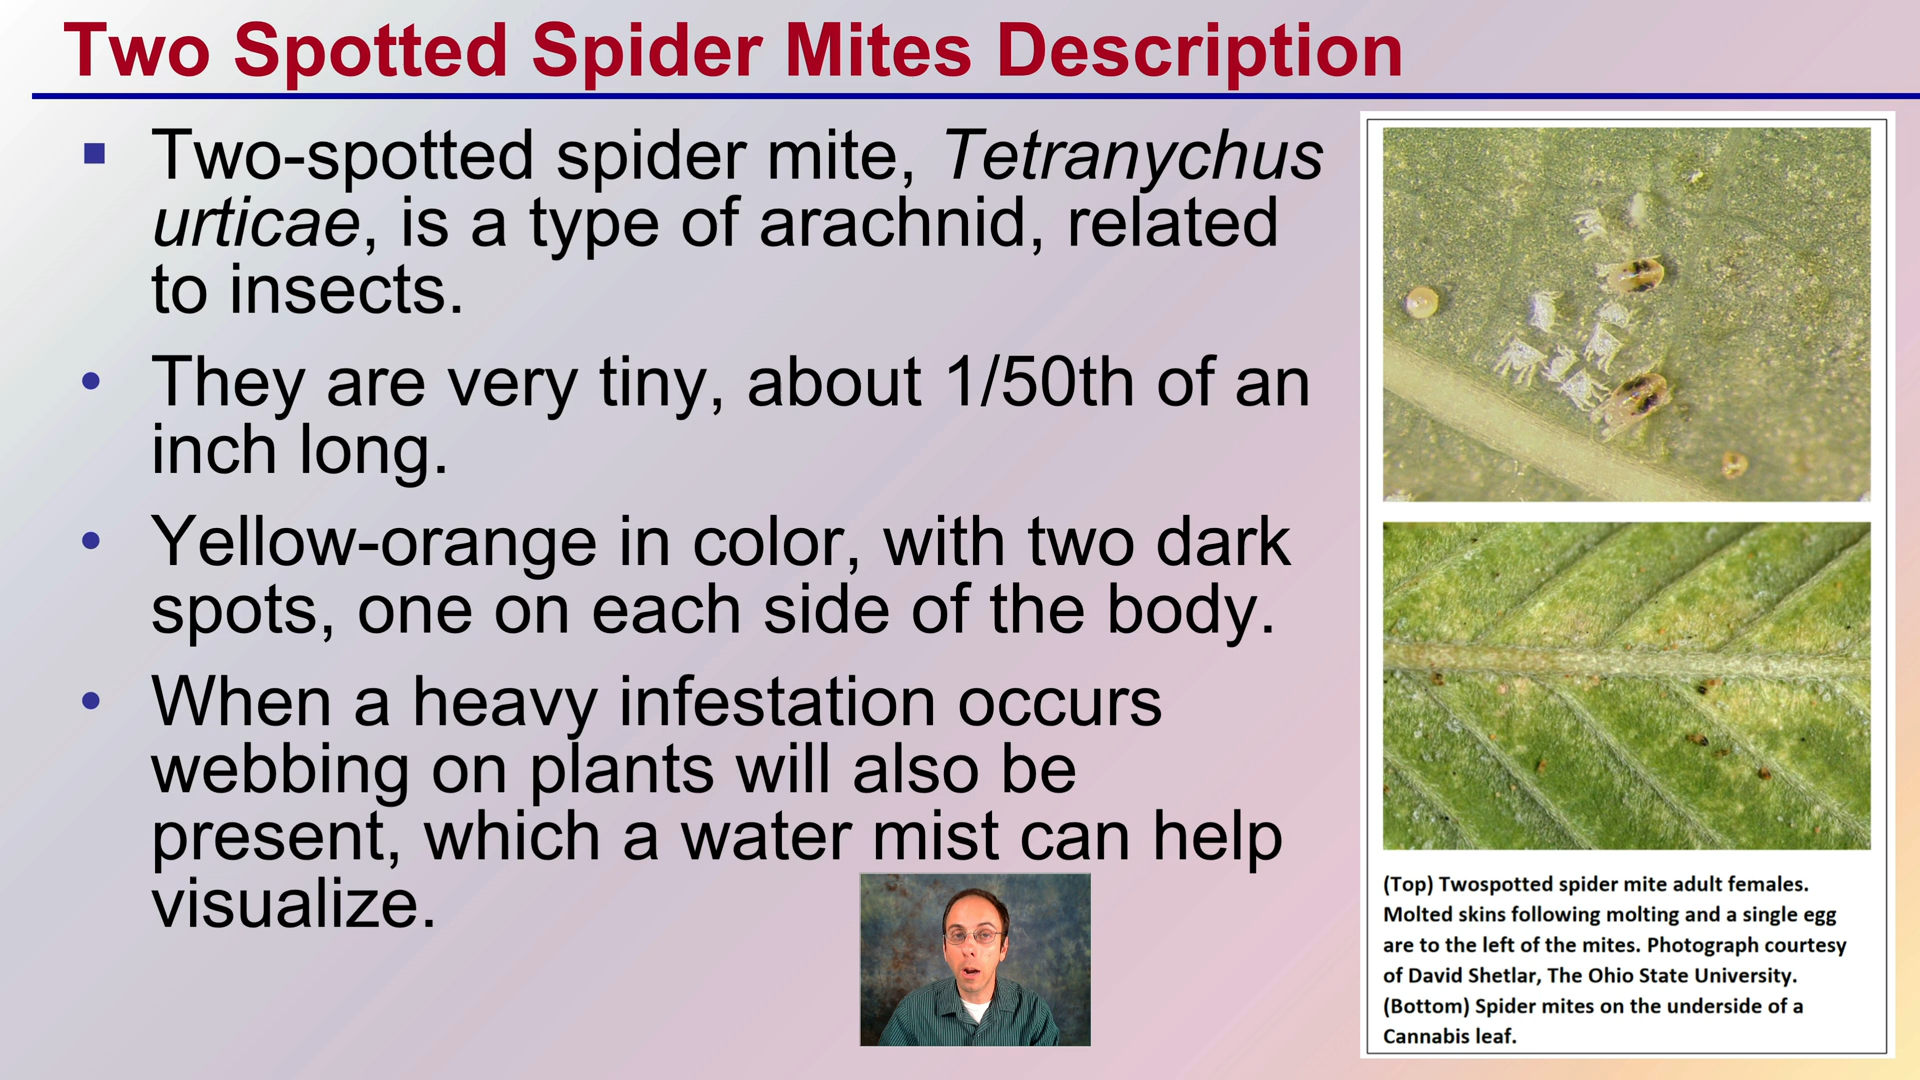 Two Spotted Spider Mites Description
▪ Two-spotted spider mite, Tetranychus
urticae, is a type of arachnid, related
to insects.
• They are very tiny, about 1/50th of an
inch long.
• Yellow-orange in color, with two dark
spots, one on each side of the body.
• When a heavy infestation occurs
webbing on plants will also be
present, which a water mist can help
visualize.
(Top) Twospotted spider mite adult females.
Molted skins following molting and a single egg
are to the left of the mites. Photograph courtesy
of David Shetlar, The Ohio State University.
(Bottom) Spider mites on the underside of a
Cannabis leaf.